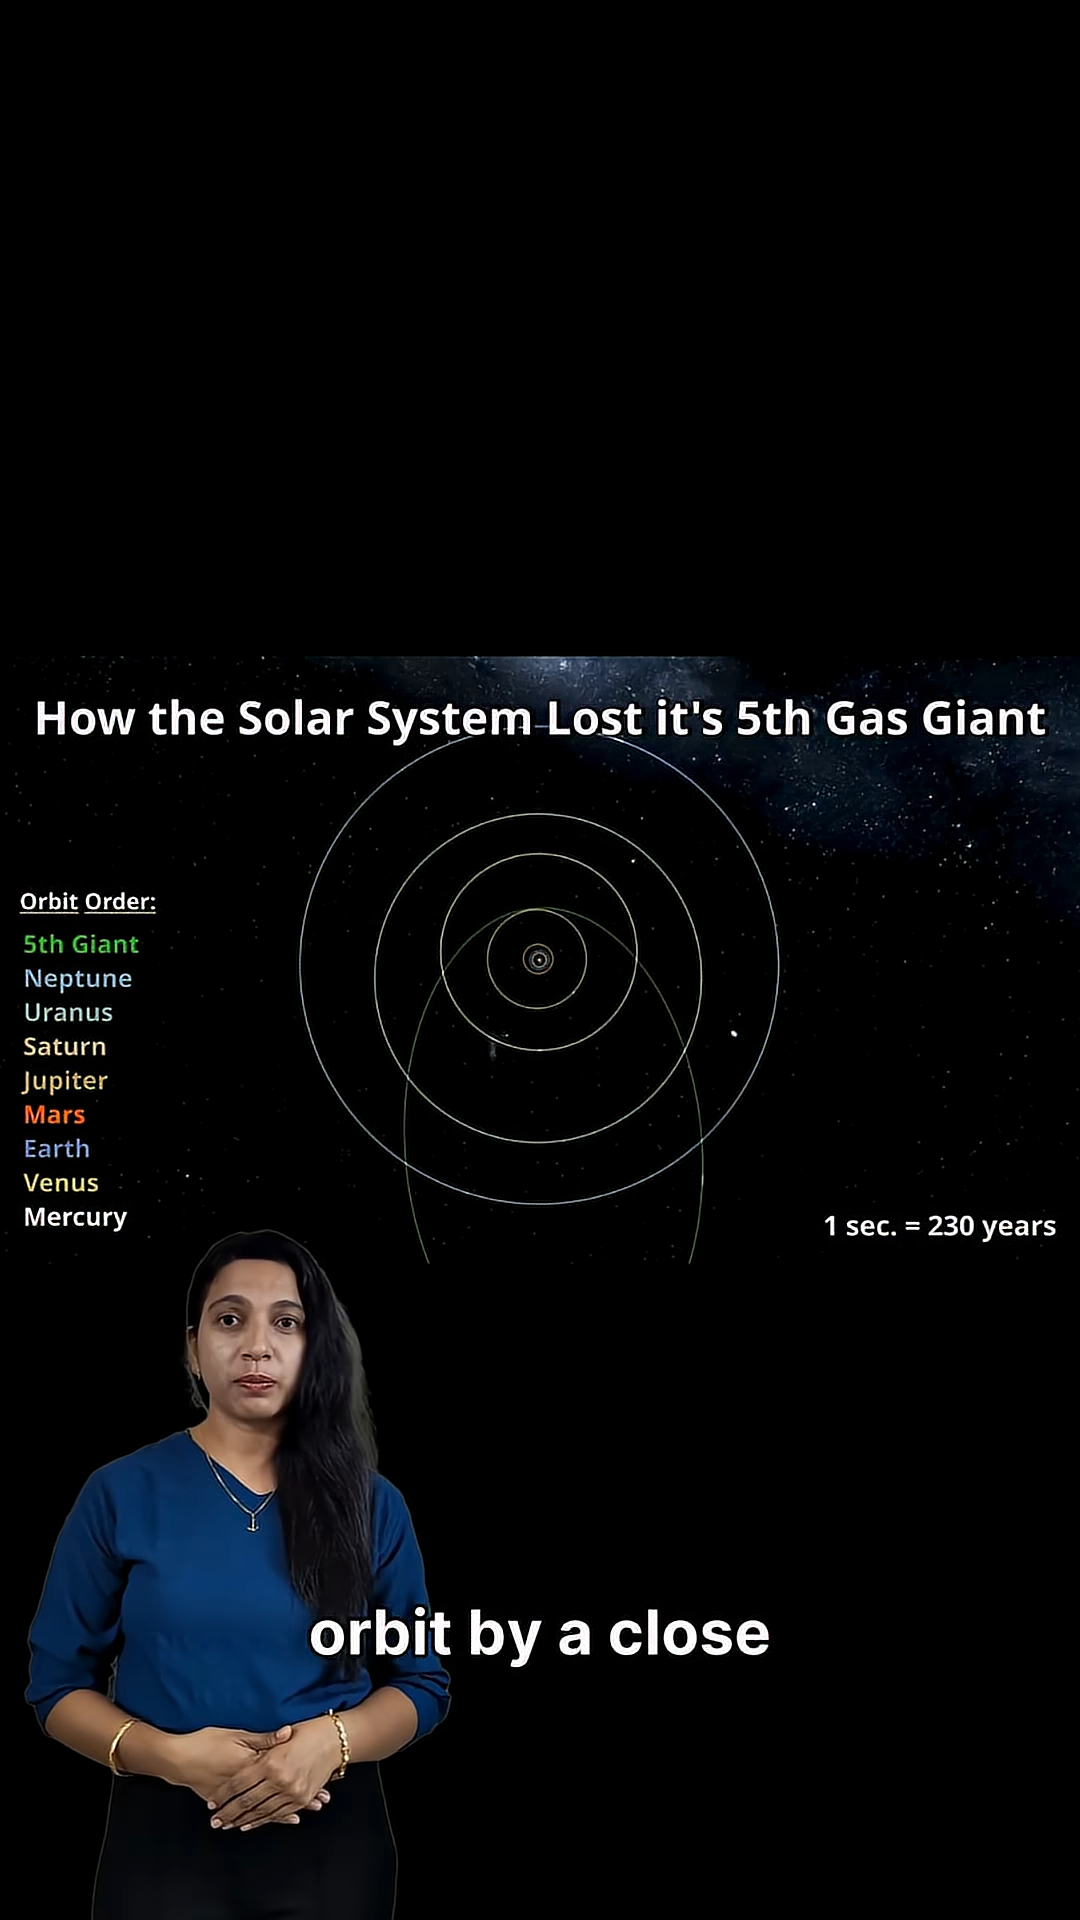 How the Solar System Lost it's 5th Gas Giant
Orbit Order:
5th Giant
Neptune
Uranus
Saturn
Jupiter
Mars
Earth
Venus
Mercury
1 sec. = 230 years
orbit by a close